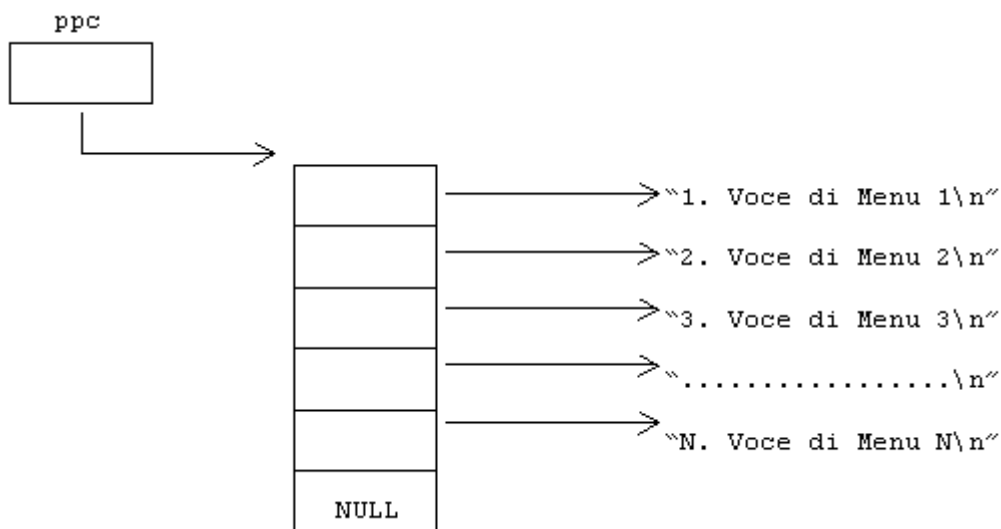 ppc
“1. Voce di Menu 1\n”
“2. Voce di Menu 2\n”
“3. Voce di Menu 3\n”
“.................\n”
“N. Voce di Menu N\n”
NULL